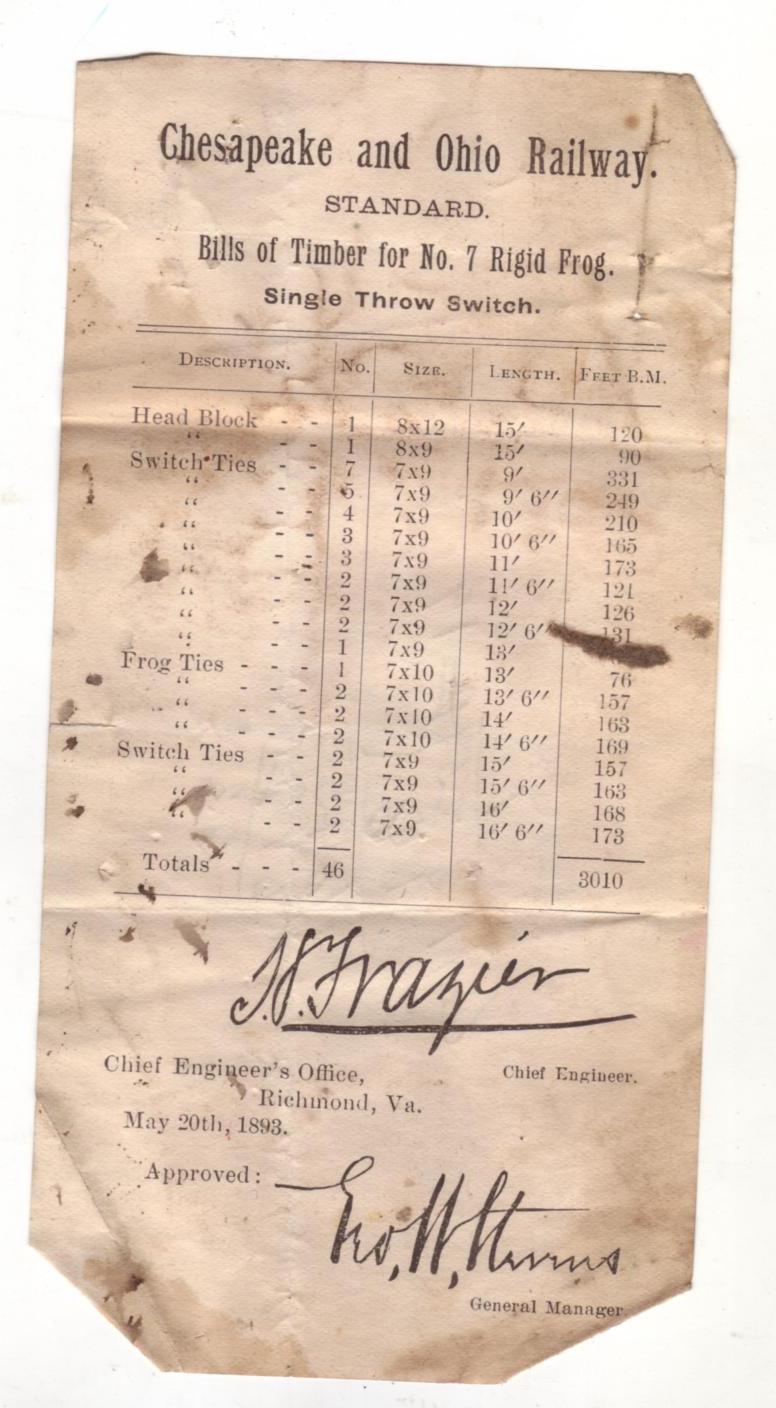 Chesapeake and Ohio Railway.
STANDARD.
Bills of Timber for No. 7 Rigid Frog.
Single Throw Switch.
DESCRIPTION. No. SIZE. LENGTH. FEET B.M.
Head Block - - 1 8x12 15′ 120
“ - - 1 8x9 15′ 90
Switch Ties - - 7 7x9 9′ 331
“ - - 5 7x9 9′ 6″ 249
“ - - 4 7x9 10′ 210
“ - - 3 7x9 10′ 6″ 165
“ - - 3 7x9 11′ 173
“ - - 2 7x9 11′ 6″ 121
“ - - 2 7x9 12′ 126
“ - - 2 7x9 12′ 6″ 131
“ - - 1 7x9 13′
Frog Ties - - - 1 7x10 13′ 76
“ - - 2 7x10 13′ 6″ 157
“ - - 2 7x10 14′ 163
“ - - 2 7x10 14′ 6″ 169
Switch Ties - - 2 7x9 15′ 157
“ - - 2 7x9 15′ 6″ 163
“ - - 2 7x9 16′ 168
“ - - 2 7x9 16′ 6″ 173
Totals - - - 46 3010
H. Frazier
Chief Engineer's Office, Chief Engineer.
Richmond, Va.
May 20th, 1893.
Approved:
Geo, W, Stevens
General Manager.